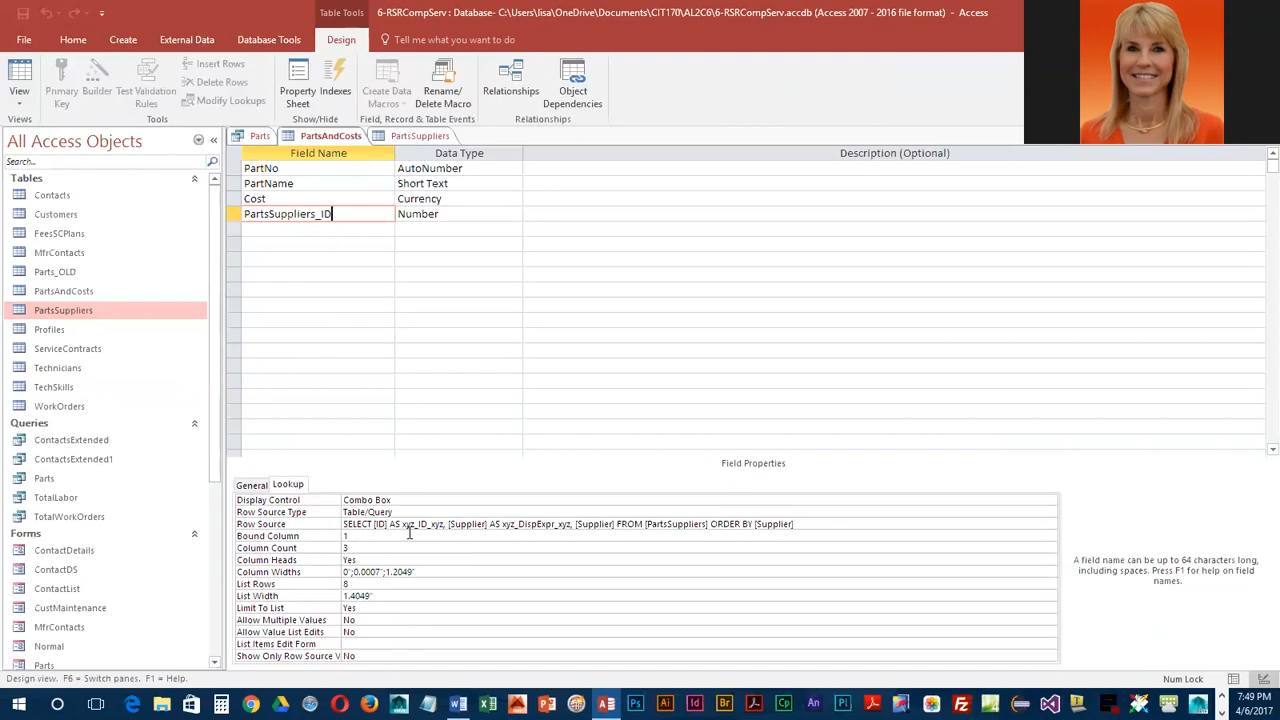 Table Tools
6-RSRCompServ : Database- C:\Users\lisa\OneDrive\Documents\CIT170\AL2C6\6-RSRCompServ.accdb (Access 2007 - 2016 file format) - Access
File Home Create External Data Database Tools Design Tell me what you want to do
View
Primary Key
Builder
Test Validation Rules
Insert Rows
Delete Rows
Modify Lookups
Property Sheet
Indexes
Create Data Macros
Rename/ Delete Macro
Relationships
Object Dependencies
Views Tools Show/Hide Field, Record & Table Events Relationships
All Access Objects
Search...
Tables
Contacts
Customers
FeesSCPlans
MfrContacts
Parts_OLD
PartsAndCosts
PartsSuppliers
Profiles
ServiceContracts
Technicians
TechSkills
WorkOrders
Queries
ContactsExtended
ContactsExtended1
Parts
TotalLabor
TotalWorkOrders
Forms
ContactDetails
ContactDS
ContactList
CustMaintenance
MfrContacts
Normal
Parts
Parts PartsAndCosts PartsSuppliers
Field Name Data Type Description (Optional)
PartNo AutoNumber
PartName Short Text
Cost Currency
PartsSuppliers_ID Number
Field Properties
General Lookup
Display Control Combo Box
Row Source Type Table/Query
Row Source SELECT [ID] AS xyz_ID_xyz, [Supplier] AS xyz_DispExpr_xyz, [Supplier] FROM [PartsSuppliers] ORDER BY [Supplier]
Bound Column 1
Column Count 3
Column Heads Yes
Column Widths 0";0.0007";1.2049"
List Rows 8
List Width 1.4049"
Limit To List Yes
Allow Multiple Values No
Allow Value List Edits No
List Items Edit Form
Show Only Row Source V No
A field name can be up to 64 characters long, including spaces. Press F1 for help on field names.
Design view. F6 = Switch panes. F1 = Help.
Num Lock
7:49 PM
4/6/2017